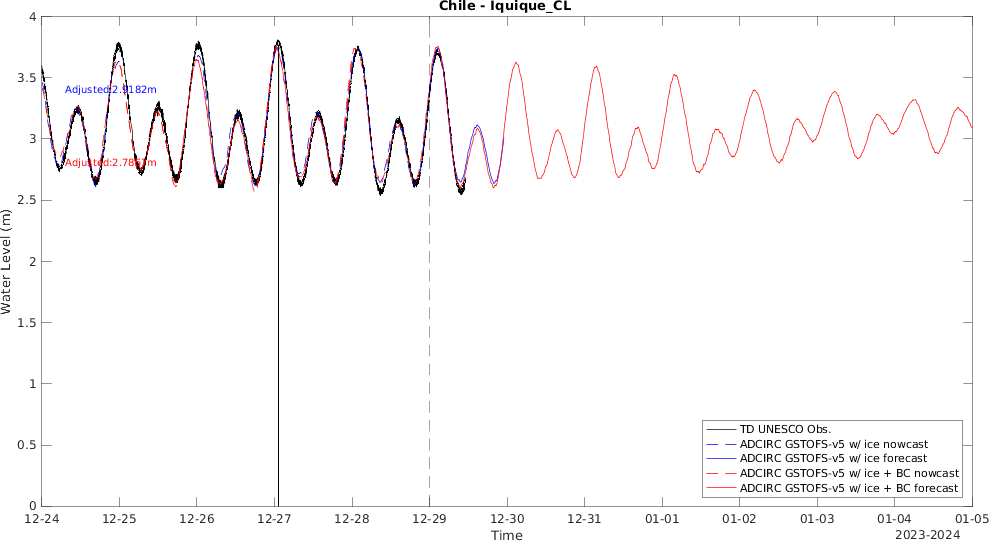 Chile - Iquique_CL
4
3.5
3
2.5
2
1.5
1
0.5
0
Water Level (m)
Adjusted:2.9182m
TD UNESCO Obs.
ADCIRC GSTOFS-v5 w/ ice nowcast
ADCIRC GSTOFS-v5 w/ ice forecast
ADCIRC GSTOFS-v5 w/ ice + BC nowcast
ADCIRC GSTOFS-v5 w/ ice + BC forecast
12-24 12-25 12-26 12-27 12-28 12-29 12-30 12-31 01-01 01-02 01-03 01-04 01-05
Time
2023-2024